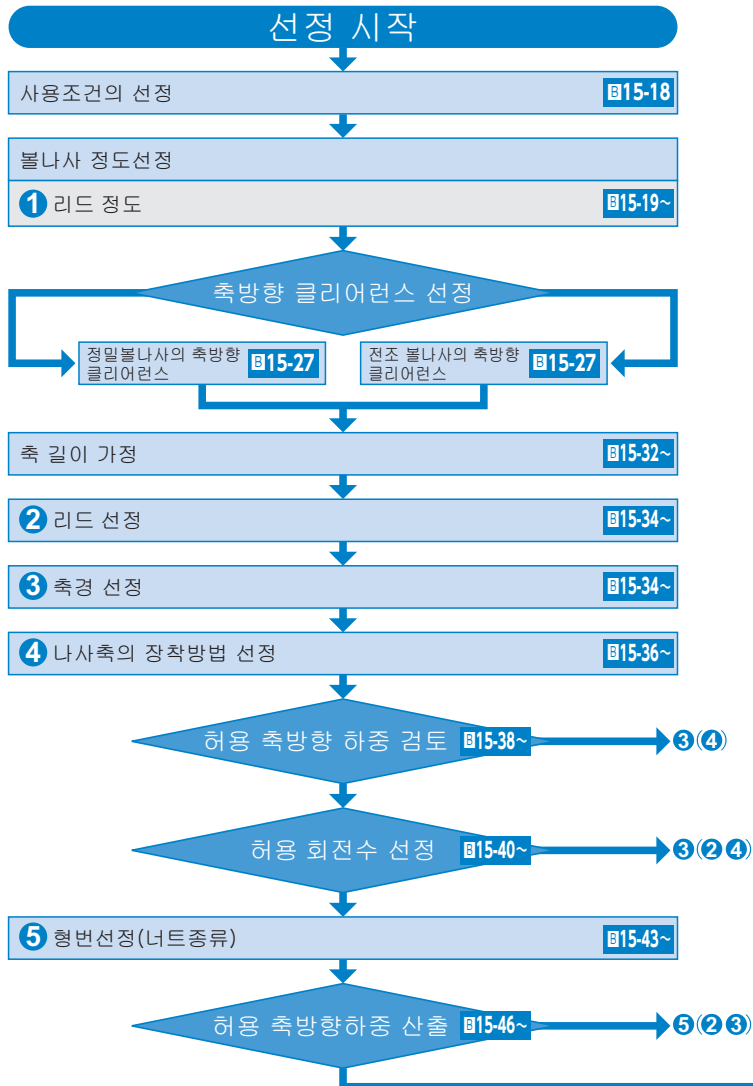 선정 시작
사용조건의 선정 B15-18
볼나사 정도선정
1 리드 정도 B15-19~
축방향 클리어런스 선정
정밀볼나사의 축방향
클리어런스 B15-27
전조 볼나사의 축방향
클리어런스 B15-27
축 길이 가정 B15-32~
2 리드 선정 B15-34~
3 축경 선정 B15-34~
4 나사축의 장착방법 선정 B15-36~
허용 축방향 하중 검토 B15-38~ 3(4)
허용 회전수 선정 B15-40~ 3(2 4)
5 형번선정(너트종류) B15-43~
허용 축방향하중 산출 B15-46~ 5(2 3)